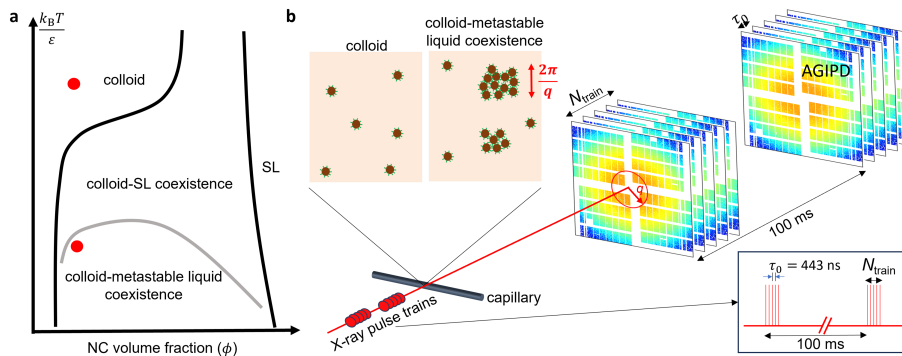 a
k_BT
ε
colloid
colloid-SL coexistence
SL
colloid-metastable liquid
coexistence
NC volume fraction (ϕ)
b
colloid
colloid-metastable
liquid coexistence
2π
q
N_train
q
τ_0
AGIPD
100 ms
capillary
X-ray pulse trains
τ_0 = 443 ns
N_train
100 ms